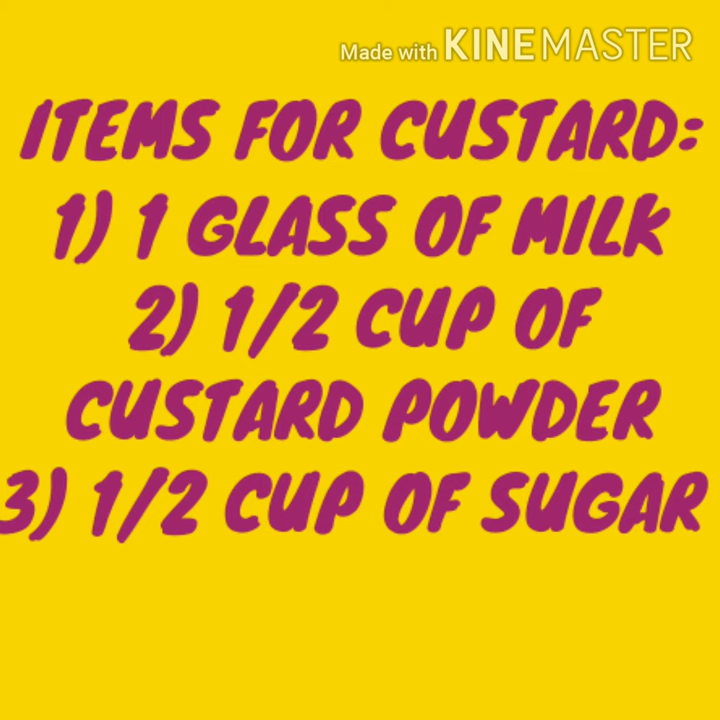 Made with KINEMASTER
ITEMS FOR CUSTARD:
1) 1 GLASS OF MILK
2) 1/2 CUP OF
CUSTARD POWDER
3) 1/2 CUP OF SUGAR